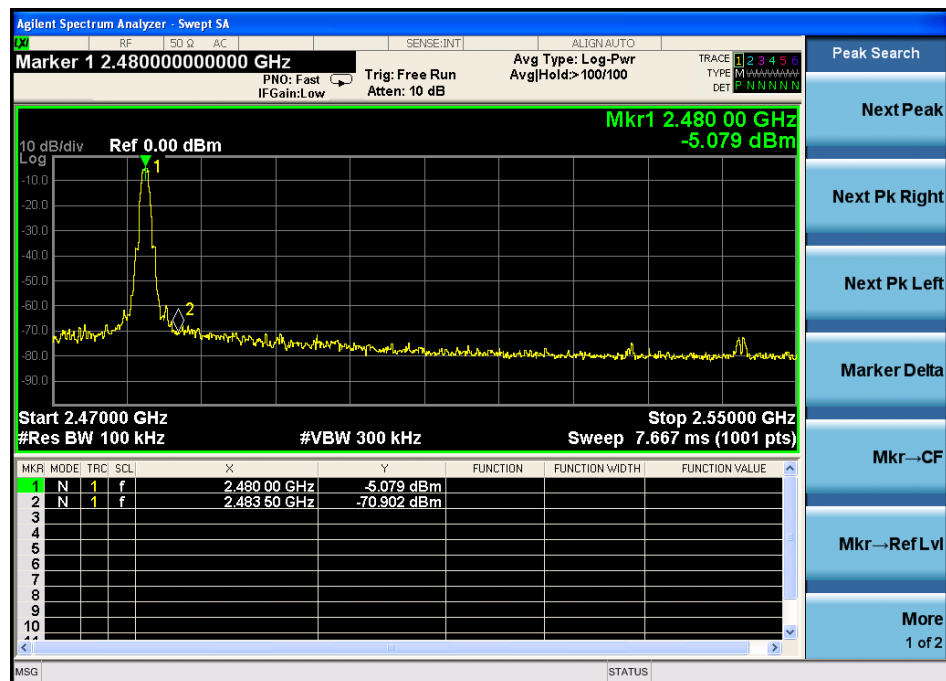 Agilent Spectrum Analyzer - Swept SA
LXI RF 50 Ω AC SENSE:INT ALIGN AUTO
Marker 1 2.480000000000 GHz
PNO: Fast
IFGain:Low
Trig: Free Run
Atten: 10 dB
Avg Type: Log-Pwr
Avg|Hold:>100/100
TRACE 1 2 3 4 5 6
TYPE M WWWWW
DET P N N N N N
Mkr1 2.480 00 GHz
-5.079 dBm
10 dB/div Ref 0.00 dBm
Log
1
-10.0
-20.0
-30.0
-40.0
-50.0
-60.0
2
-70.0
-80.0
-90.0
Start 2.47000 GHz Stop 2.55000 GHz
#Res BW 100 kHz #VBW 300 kHz Sweep 7.667 ms (1001 pts)
MKR MODE TRC SCL X Y FUNCTION FUNCTION WIDTH FUNCTION VALUE
1 N 1 f 2.480 00 GHz -5.079 dBm
2 N 1 f 2.483 50 GHz -70.902 dBm
3
4
5
6
7
8
9
10
MSG STATUS
Peak Search
Next Peak
Next Pk Right
Next Pk Left
Marker Delta
Mkr→CF
Mkr→Ref Lvl
More
1 of 2